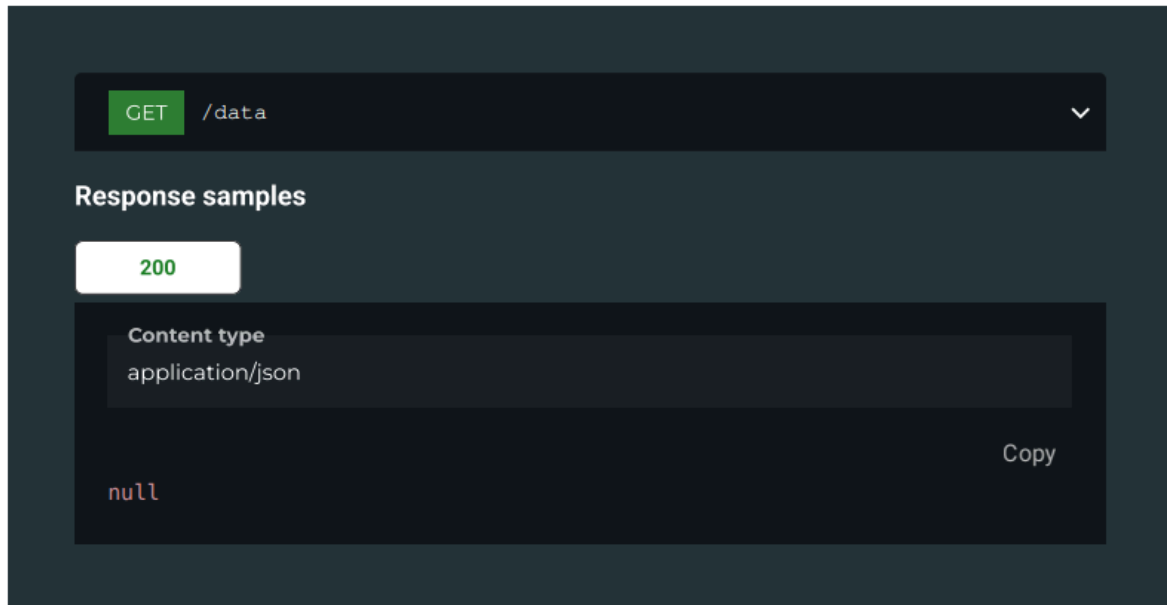 GET /data
Response samples
200
Content type
application/json
Copy
null